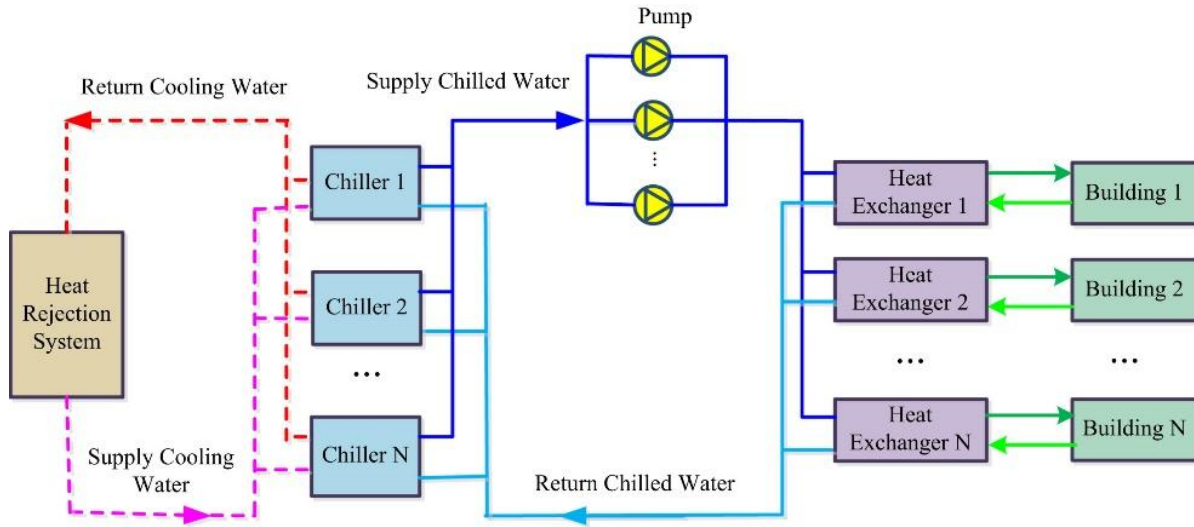 Pump
Return Cooling Water
Supply Chilled Water
Chiller 1
Heat
Exchanger 1
Building 1
Heat
Rejection
System
Chiller 2
Heat
Exchanger 2
Building 2
...
...
...
...
Chiller N
Heat
Exchanger N
Building N
Supply Cooling
Water
Return Chilled Water